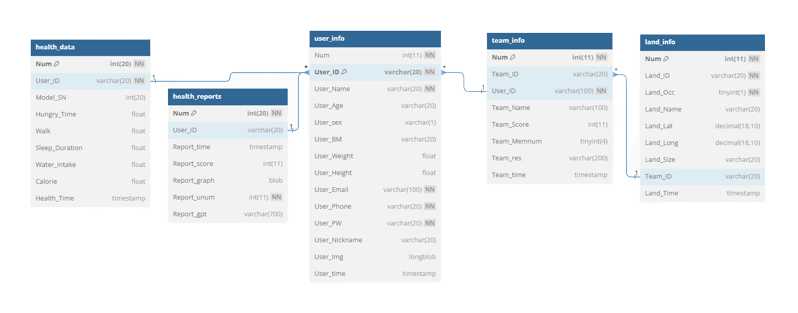 health_data
Num int(20) NN
User_ID varchar(20) NN
Model_SN int(20)
Hungry_Time float
Walk float
Sleep_Duration float
Water_Intake float
Calorie float
Health_Time timestamp
health_reports
Num int(20) NN
User_ID varchar(20)
Report_time timestamp
Report_score int(11)
Report_graph blob
Report_unum int(11) NN
Report_gpt varchar(700)
user_info
Num int(11) NN
User_ID varchar(20) NN
User_Name varchar(20) NN
User_Age varchar(20)
User_sex varchar(1)
User_BM varchar(20)
User_Weight float
User_Height float
User_Email varchar(100) NN
User_Phone varchar(20) NN
User_PW varchar(20) NN
User_Nickname varchar(20)
User_Img longblob
User_time timestamp
team_info
Num int(11) NN
Team_ID varchar(20)
User_ID varchar(100) NN
Team_Name varchar(100)
Team_Score int(11)
Team_Memnum tinyint(4)
Team_res varchar(200)
Team_time timestamp
land_info
Num int(11) NN
Land_ID varchar(20) NN
Land_Occ tinyint(1) NN
Land_Name varchar(20)
Land_Lat decimal(18,10)
Land_Long decimal(18,10)
Land_Size varchar(20)
Team_ID varchar(20)
Land_Time timestamp
1
1
*
*
1
*
1